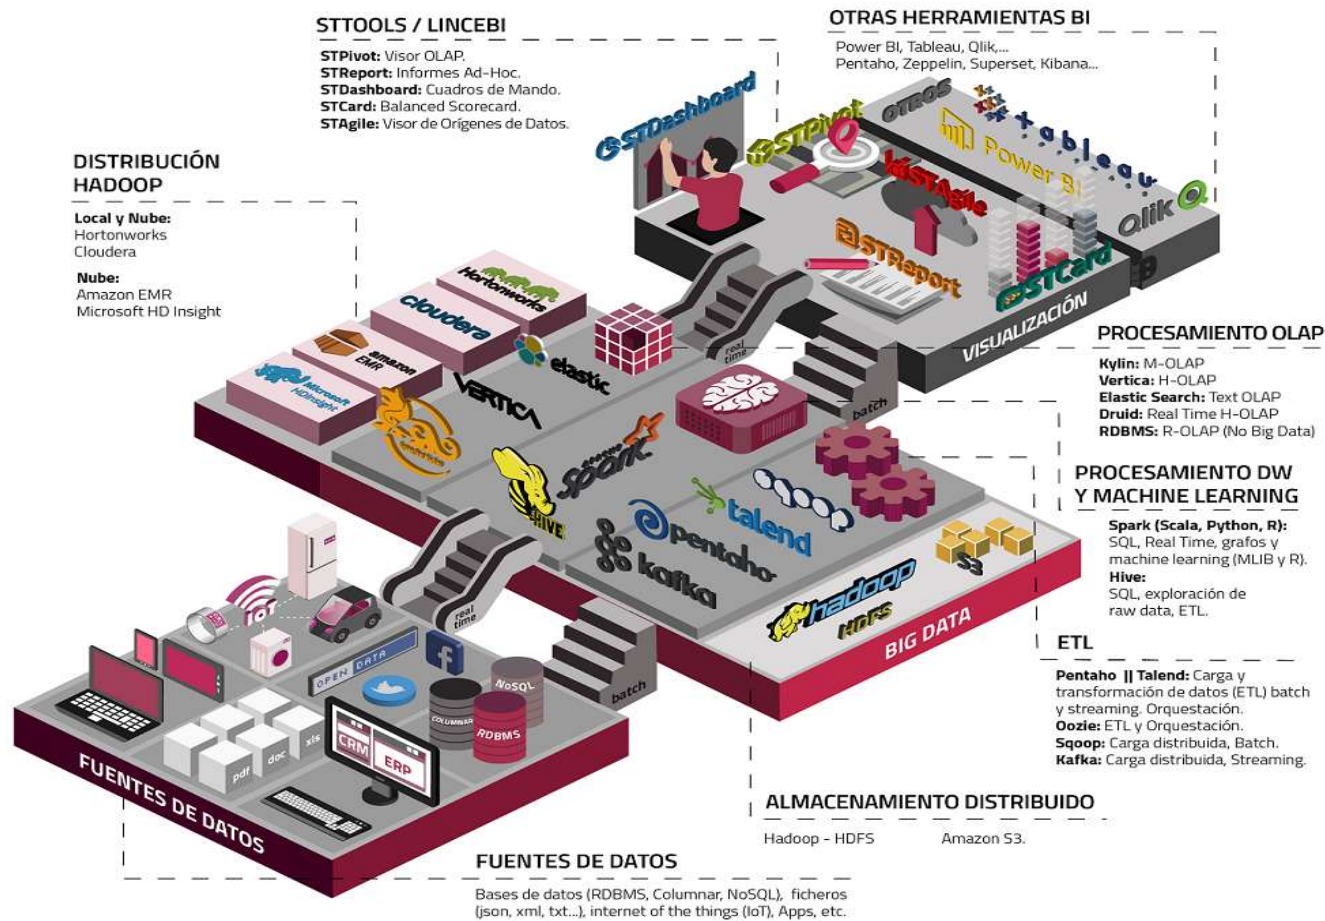 STTOOLS / LINCEBI
STPivot: Visor OLAP.
STReport: Informes Ad-Hoc.
STDashboard: Cuadros de Mando.
STCard: Balanced Scorecard.
STAgile: Visor de Orígenes de Datos.
OTRAS HERRAMIENTAS BI
Power BI, Tableau, Qlik,...
Pentaho, Zeppelin, Superset, Kibana...
DISTRIBUCIÓN
HADOOP
Local y Nube:
Hortonworks
Cloudera
Nube:
Amazon EMR
Microsoft HD Insight
STDashboard
STPivot
OTROS
+ableau
Power BI
Qlik
STAgile
STReport
STCard
VISUALIZACIÓN
Hortonworks
cloudera
amazon
EMR
Microsoft
HDInsight
elastic
VERTICA
real
time
batch
Spark
HIVE
sqoop
talend
pentaho
kafka
S3
hadoop
HDFS
BIG DATA
PROCESAMIENTO OLAP
Kylin: M-OLAP
Vertica: H-OLAP
Elastic Search: Text OLAP
Druid: Real Time H-OLAP
RDBMS: R-OLAP (No Big Data)
PROCESAMIENTO DW
Y MACHINE LEARNING
Spark (Scala, Python, R):
SQL, Real Time, grafos y
machine learning (MLIB y R).
Hive:
SQL, exploración de
raw data, ETL.
ETL
Pentaho || Talend: Carga y
transformación de datos (ETL) batch
y streaming. Orquestación.
Oozie: ETL y Orquestación.
Sqoop: Carga distribuida, Batch.
Kafka: Carga distribuida, Streaming.
real
time
batch
IoT
OPEN DATA
NoSQL
COLUMNAR
RDBMS
CRM
ERP
pdf
doc
xls
FUENTES DE DATOS
ALMACENAMIENTO DISTRIBUIDO
Hadoop - HDFS
Amazon S3.
FUENTES DE DATOS
Bases de datos (RDBMS, Columnar, NoSQL), ficheros
(json, xml, txt...), internet of the things (IoT), Apps, etc.